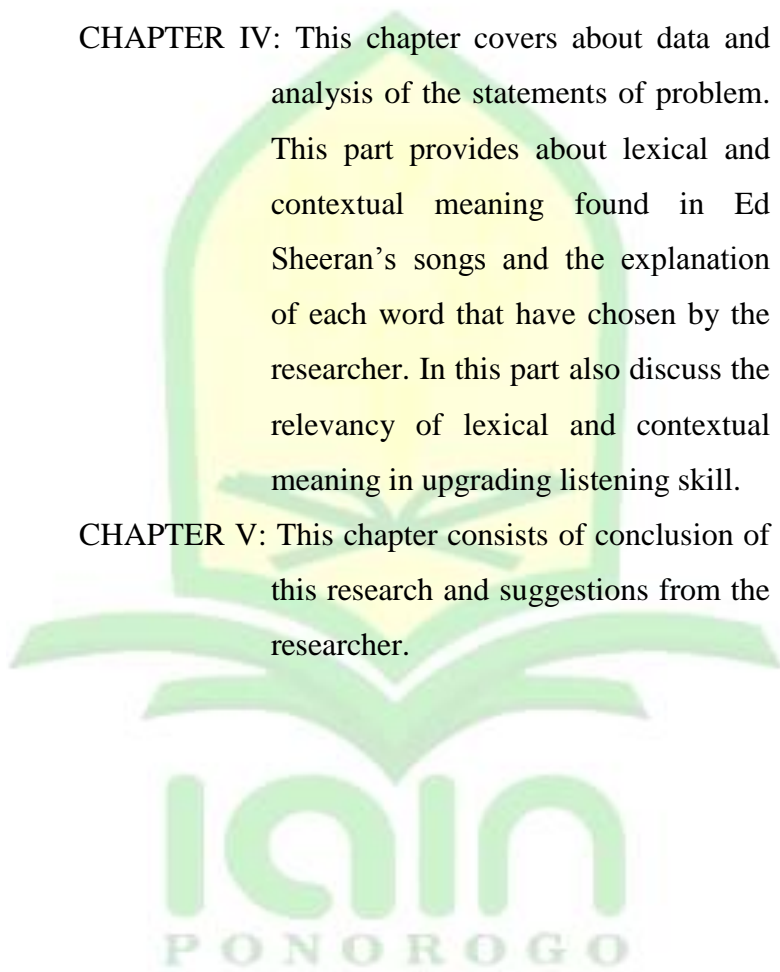 CHAPTER IV: This chapter covers about data and
analysis of the statements of problem.
This part provides about lexical and
contextual meaning found in Ed
Sheeran’s songs and the explanation
of each word that have chosen by the
researcher. In this part also discuss the
relevancy of lexical and contextual
meaning in upgrading listening skill.
CHAPTER V: This chapter consists of conclusion of
this research and suggestions from the
researcher.
IAIN
PONOROGO